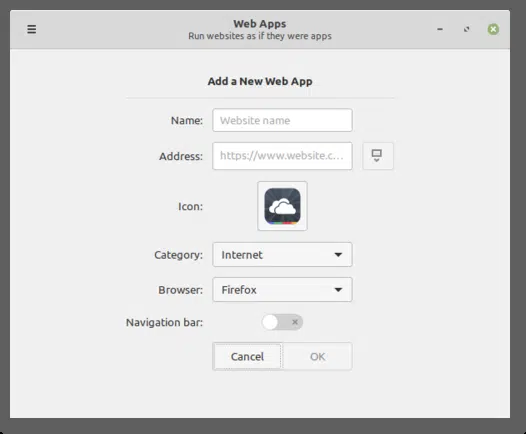 Web Apps
Run websites as if they were apps
Add a New Web App
Name: Website name
Address: https://www.website.c...
Icon:
Category: Internet
Browser: Firefox
Navigation bar:
Cancel OK